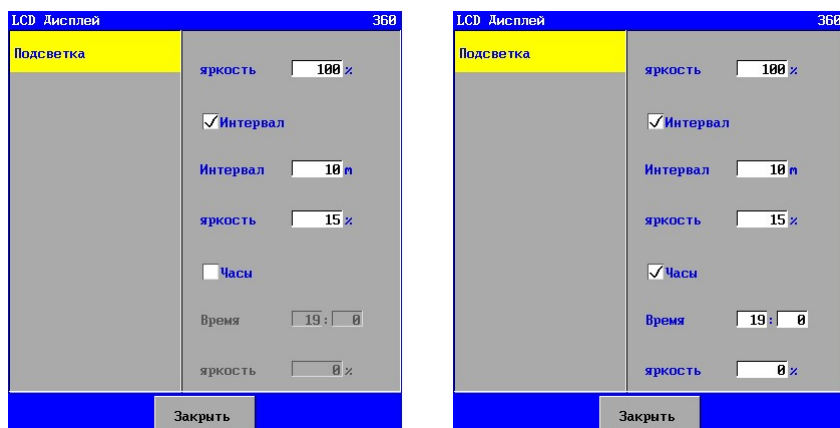 LCD Дисплей 360
Подсветка
яркость 100 %
Интервал
Интервал 10 m
яркость 15 %
Часы
Время 19: 0
яркость 0 %
Закрыть
LCD Дисплей 360
Подсветка
яркость 100 %
Интервал
Интервал 10 m
яркость 15 %
Часы
Время 19: 0
яркость 0 %
Закрыть